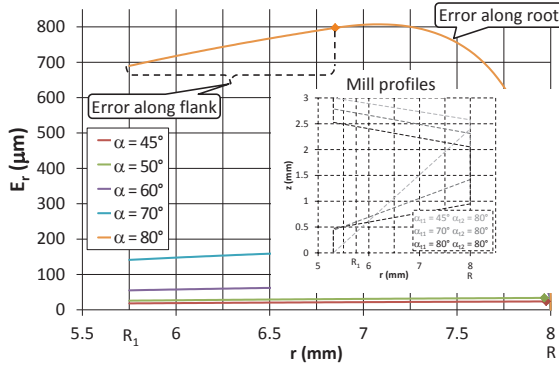 800
700
600
500
400
300
200
100
0
E_r (μm)
Error along root
Error along flank
α = 45°
α = 50°
α = 60°
α = 70°
α = 80°
Mill profiles
3
2.5
2
1.5
1
0.5
0
z (mm)
α_t1 = 45° α_t2 = 80°
α_t1 = 70° α_t2 = 80°
α_t1 = 80° α_t2 = 80°
5 R_1 6 7 8
R
r (mm)
5.5 R_1 6 6.5 7 7.5 8
R
r (mm)